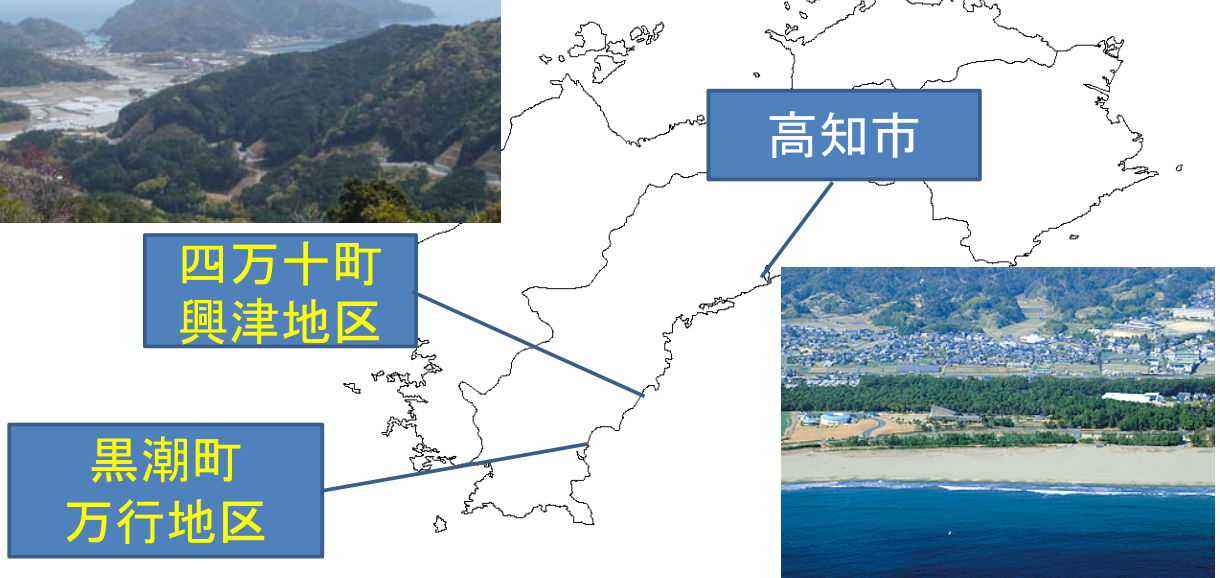 高知市
四万十町
興津地区
黒潮町
万行地区